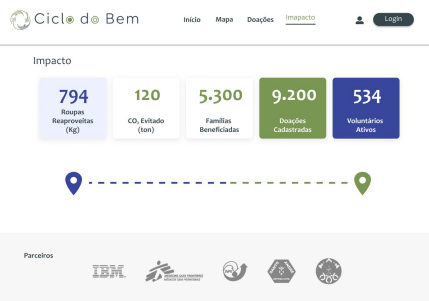 Ciclo do Bem
Início Mapa Doações Imapacto Login
Impacto
794
Roupas
Reaproveitas
(Kg)
120
CO₂ Evitado
(ton)
5.300
Famílias
Beneficiadas
9.200
Doações
Cadastradas
534
Voluntários
Ativos
Parceiros
IBM